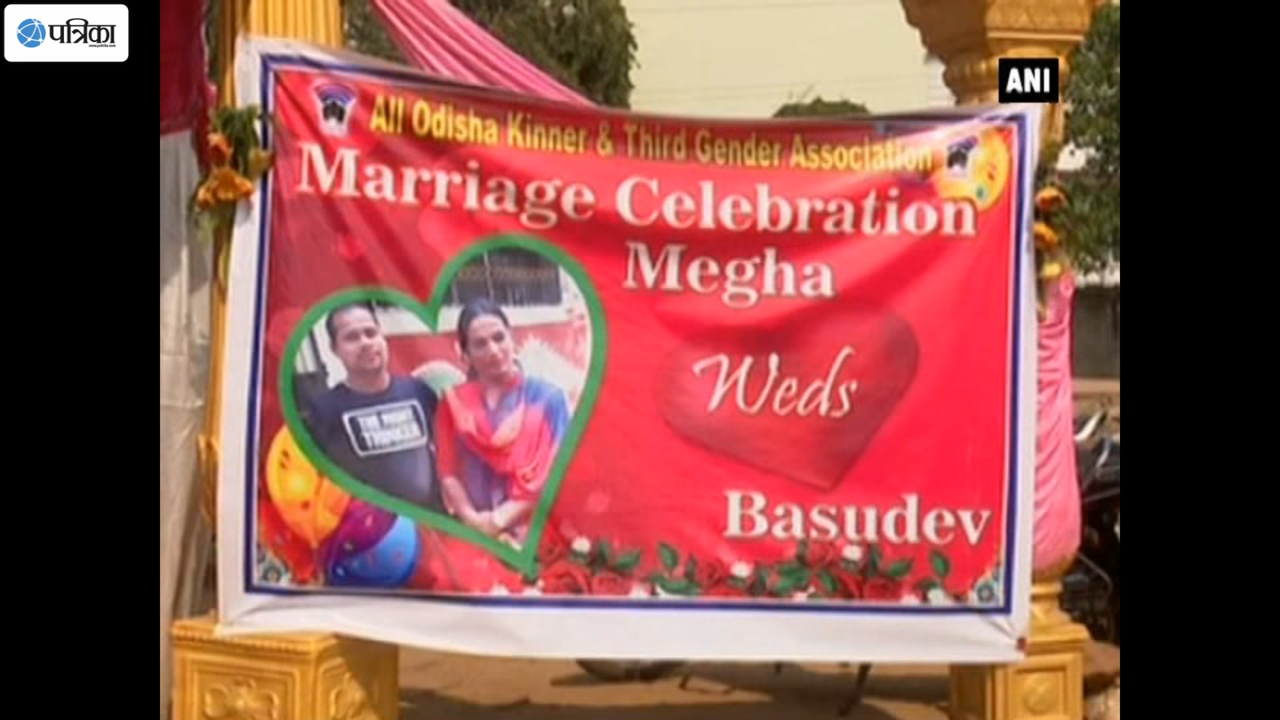 पत्रिका
ANI
All Odisha Kinner & Third Gender Association
Marriage Celebration
Megha
Weds
Basudev